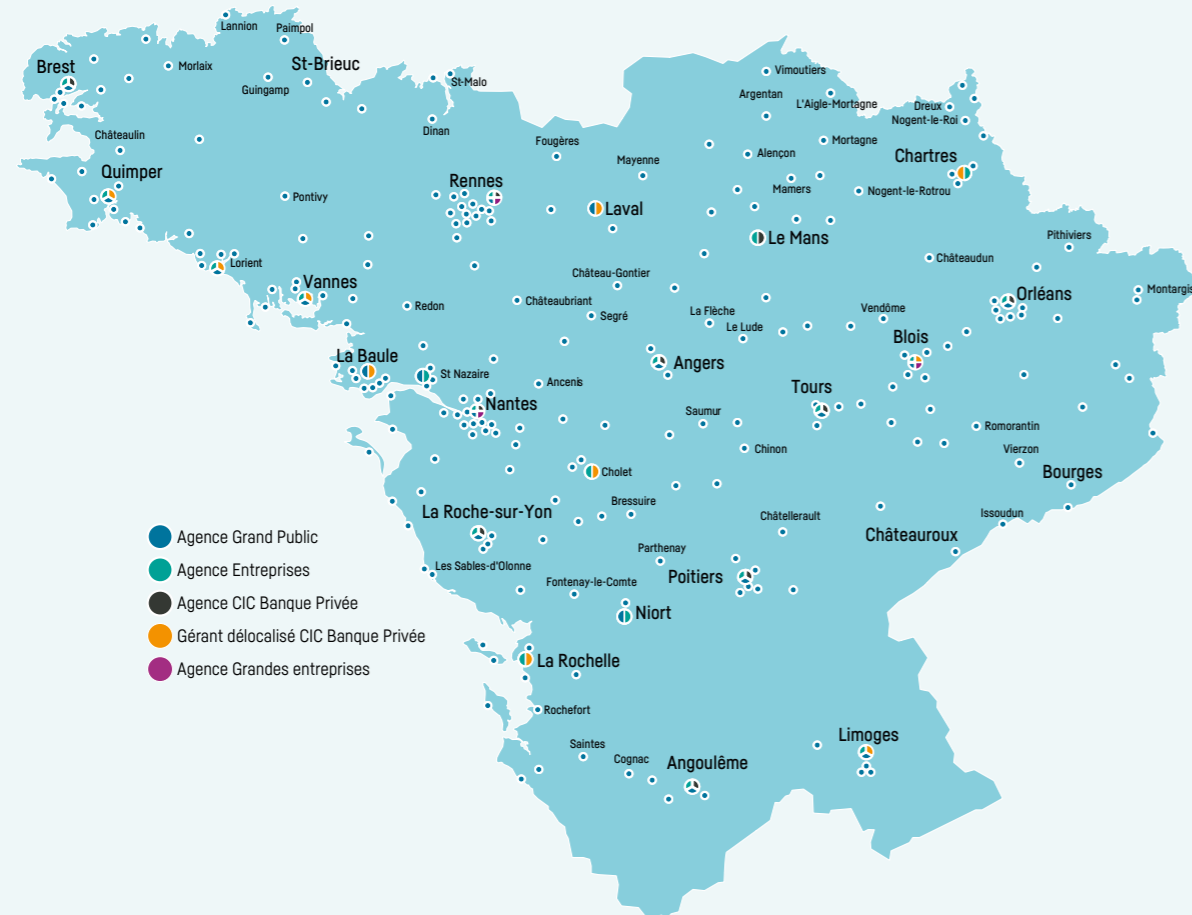 Lannion
Paimpol
Brest
Morlaix
St-Brieuc
Guingamp
St-Malo
Vimoutiers
Argentan
L'Aigle-Mortagne
Dreux
Nogent-le-Roi
Châteaulin
Dinan
Fougères
Mayenne
Alençon
Mortagne
Chartres
Quimper
Pontivy
Rennes
Laval
Mamers
Nogent-le-Rotrou
Le Mans
Pithiviers
Lorient
Châteaudun
Vannes
Château-Gontier
Orléans
Montargis
Redon
Châteaubriant
Segré
La Flèche
Le Lude
Vendôme
Blois
La Baule
St Nazaire
Angers
Ancenis
Tours
Nantes
Saumur
Romorantin
Chinon
Vierzon
Cholet
Bourges
La Roche-sur-Yon
Bressuire
Châtellerault
Issoudun
Châteauroux
Agence Grand Public
Agence Entreprises
Agence CIC Banque Privée
Gérant délocalisé CIC Banque Privée
Agence Grandes entreprises
Parthenay
Les Sables-d'Olonne
Poitiers
Fontenay-le-Comte
Niort
La Rochelle
Rochefort
Saintes
Cognac
Angoulême
Limoges